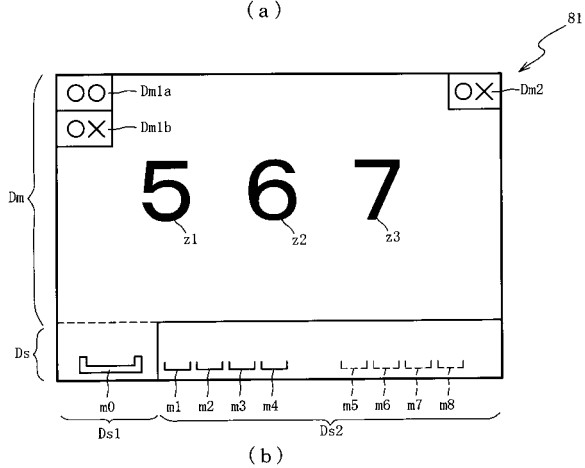 (a)
81
○○
Dm1a
○×
Dm2
○×
Dm1b
Dm
5 6 7
z1 z2 z3
Ds
m0 m1 m2 m3 m4 m5 m6 m7 m8
Ds1 Ds2
(b)